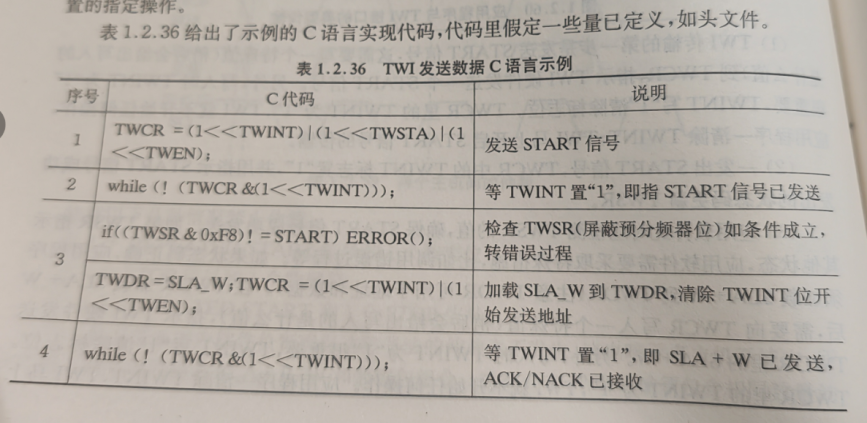 置的指定操作。
表 1.2.36 给出了示例的 C 语言实现代码,代码里假定一些量已定义,如头文件。
表 1.2.36 TWI 发送数据 C 语言示例
序号 C 代码 说明
1 TWCR =(1<<TWINT)|(1<<TWSTA)|(1
<<TWEN); 发送 START 信号
2 while (! (TWCR &(1<<TWINT))); 等 TWINT 置“1”,即指 START 信号已发送
3 if((TWSR & 0xF8)! = START) ERROR(); 检查 TWSR(屏蔽预分频器位)如条件成立,
转错误过程
TWDR=SLA_W;TWCR =(1<<TWINT)|(1
<<TWEN); 加载 SLA_W 到 TWDR,清除 TWINT 位开
始发送地址
4 while (! (TWCR &(1<<TWINT))); 等 TWINT 置“1”,即 SLA + W 已发送,
ACK/NACK 已接收